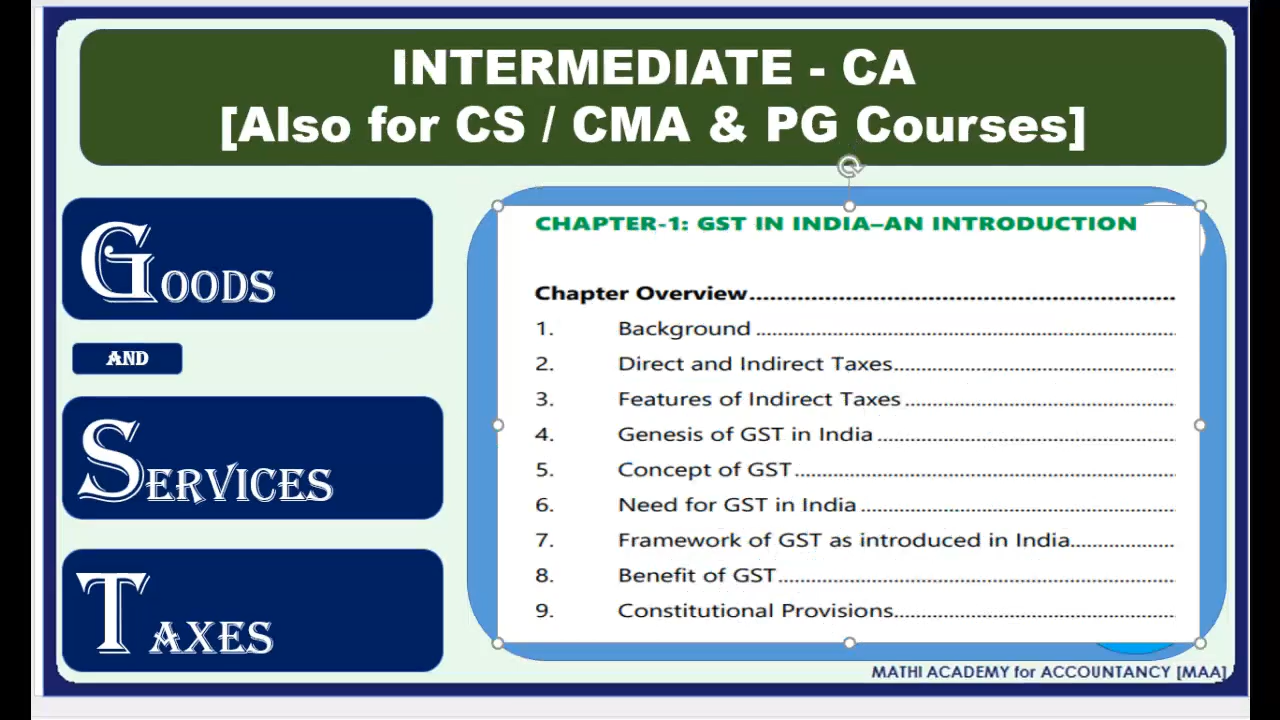 INTERMEDIATE - CA
[Also for CS / CMA & PG Courses]
GOODS
AND
SERVICES
TAXES
CHAPTER-1: GST IN INDIA–AN INTRODUCTION
Chapter Overview
1. Background
2. Direct and Indirect Taxes
3. Features of Indirect Taxes
4. Genesis of GST in India
5. Concept of GST
6. Need for GST in India
7. Framework of GST as introduced in India
8. Benefit of GST
9. Constitutional Provisions
MATHI ACADEMY for ACCOUNTANCY [MAA]